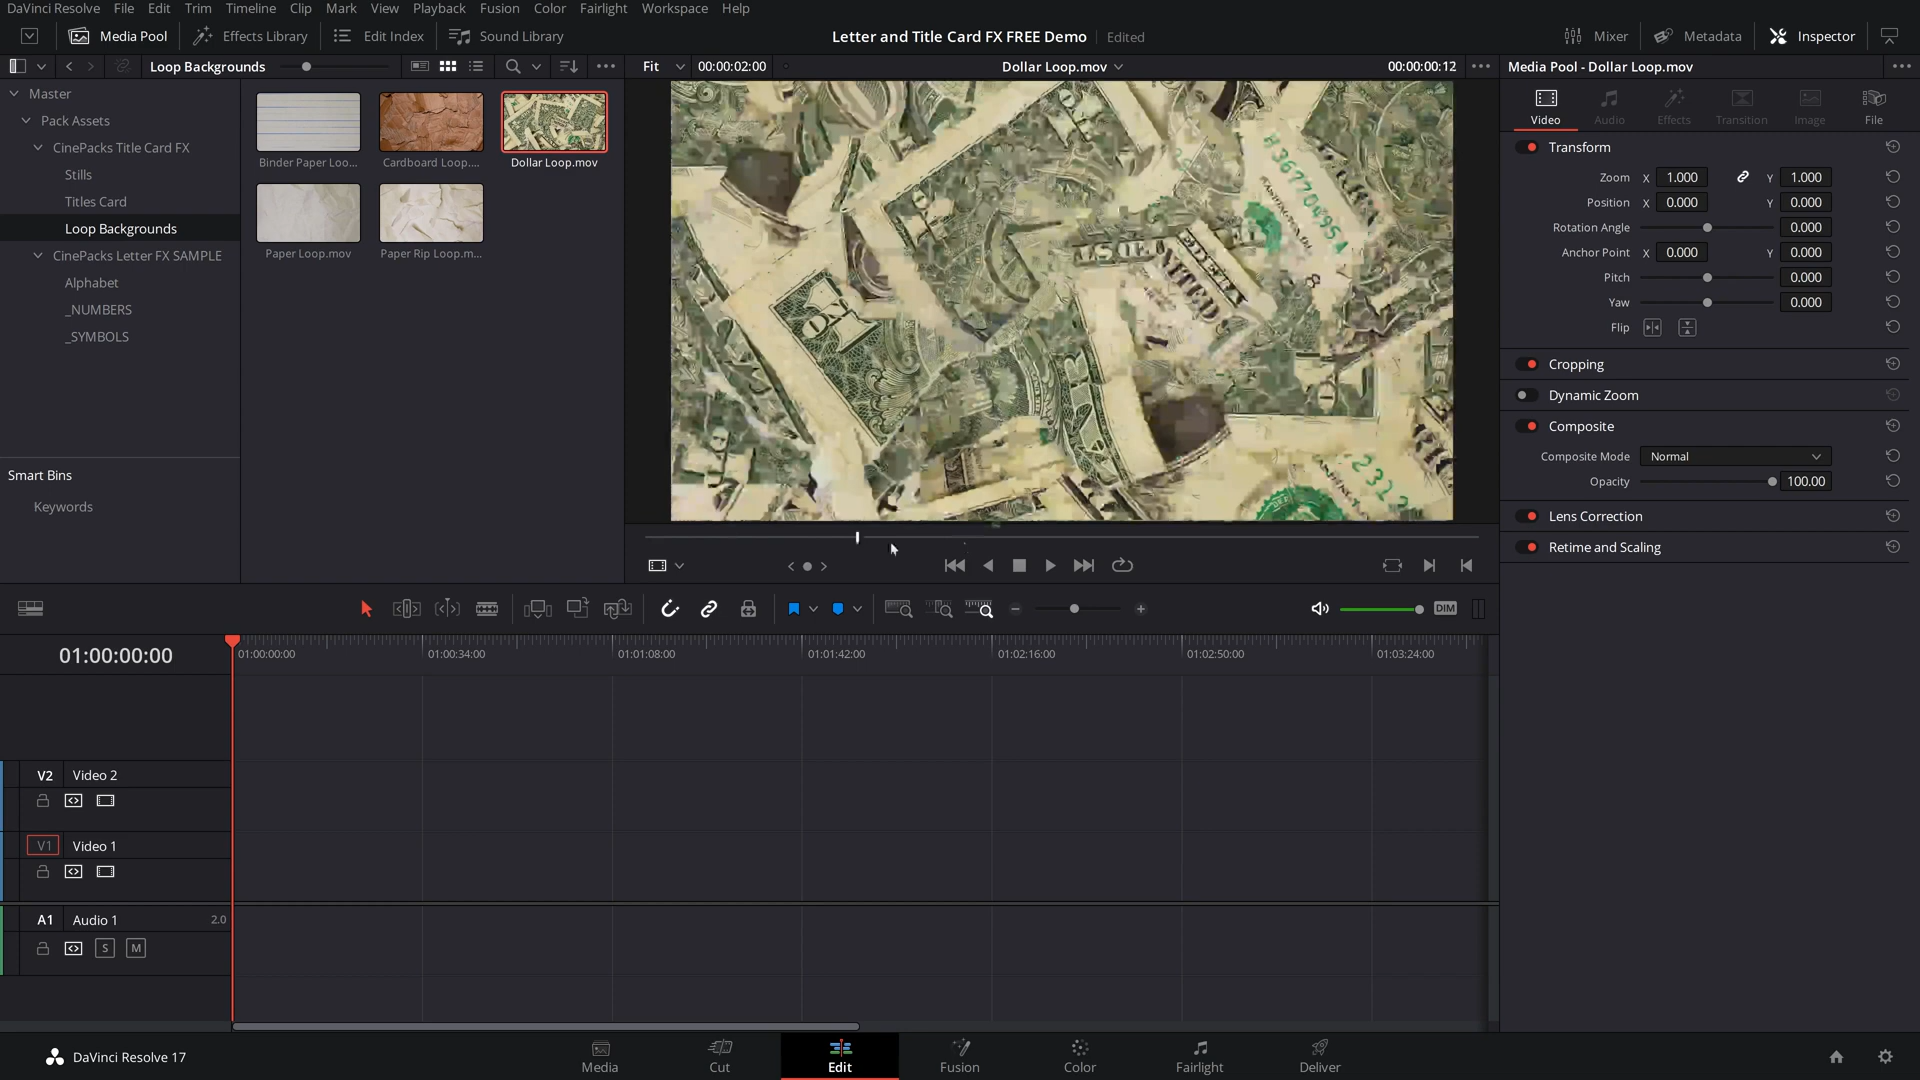 DaVinci Resolve File Edit Trim Timeline Clip Mark View Playback Fusion Color Fairlight Workspace Help
Media Pool Effects Library Edit Index Sound Library Letter and Title Card FX FREE Demo Edited Mixer Metadata Inspector
Loop Backgrounds Fit 00:00:02:00 Dollar Loop.mov 00:00:00:12 Media Pool - Dollar Loop.mov
Master
Pack Assets
CinePacks Title Card FX
Stills
Titles Card
Loop Backgrounds
CinePacks Letter FX SAMPLE
Alphabet
_NUMBERS
_SYMBOLS
Smart Bins
Keywords
Binder Paper Loo... Cardboard Loop.... Dollar Loop.mov
Paper Loop.mov Paper Rip Loop.m...
ONE
UNITED
Video Audio Effects Transition Image File
Transform
Zoom X 1.000 Y 1.000
Position X 0.000 Y 0.000
Rotation Angle 0.000
Anchor Point X 0.000 Y 0.000
Pitch 0.000
Yaw 0.000
Flip
Cropping
Dynamic Zoom
Composite
Composite Mode Normal
Opacity 100.00
Lens Correction
Retime and Scaling
DIM
01:00:00:00 01:00:00:00 01:00:34:00 01:01:08:00 01:01:42:00 01:02:16:00 01:02:50:00 01:03:24:00
V2 Video 2
V1 Video 1
A1 Audio 1 2.0
S M
DaVinci Resolve 17 Media Cut Edit Fusion Color Fairlight Deliver